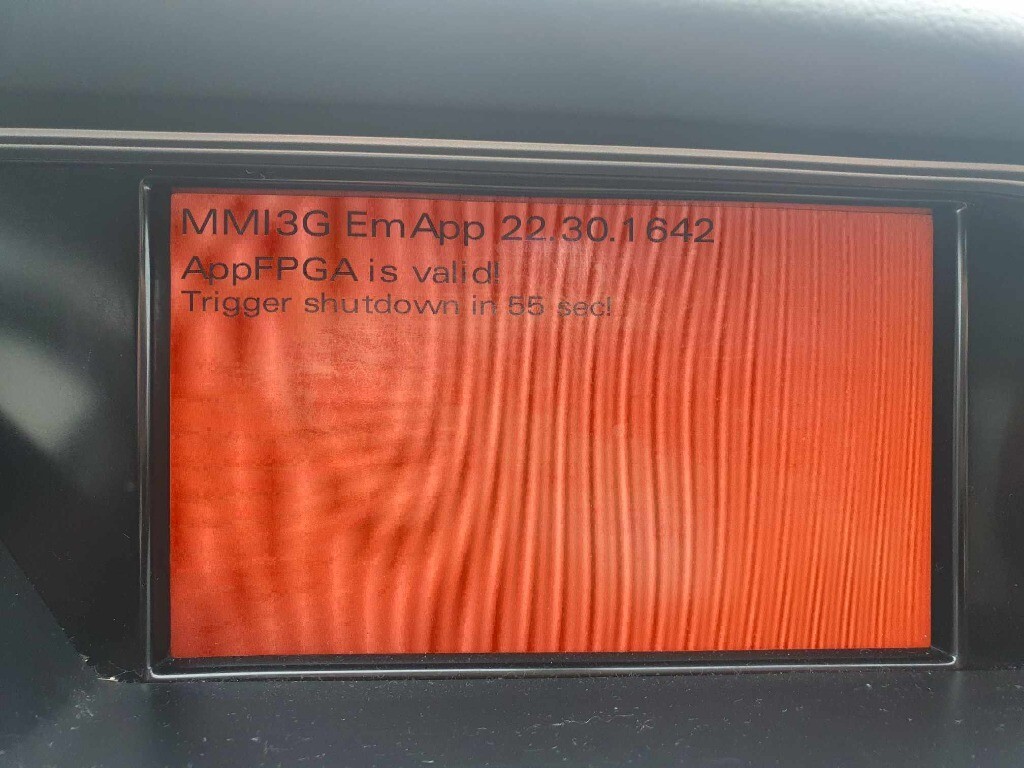 MMI3G EmApp 22.30.1642
AppFPGA is valid!
Trigger shutdown in 55 sec!